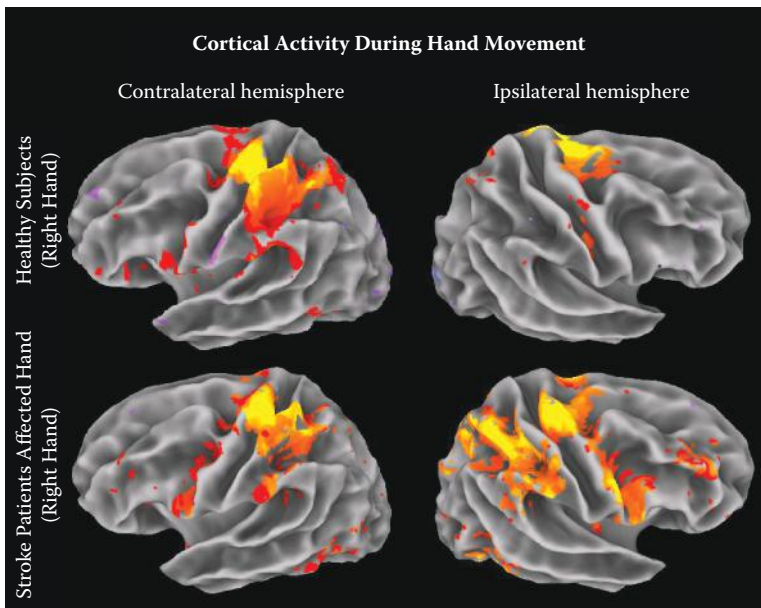 Cortical Activity During Hand Movement
Contralateral hemisphere
Ipsilateral hemisphere
Healthy Subjects
(Right Hand)
Stroke Patients Affected Hand
(Right Hand)